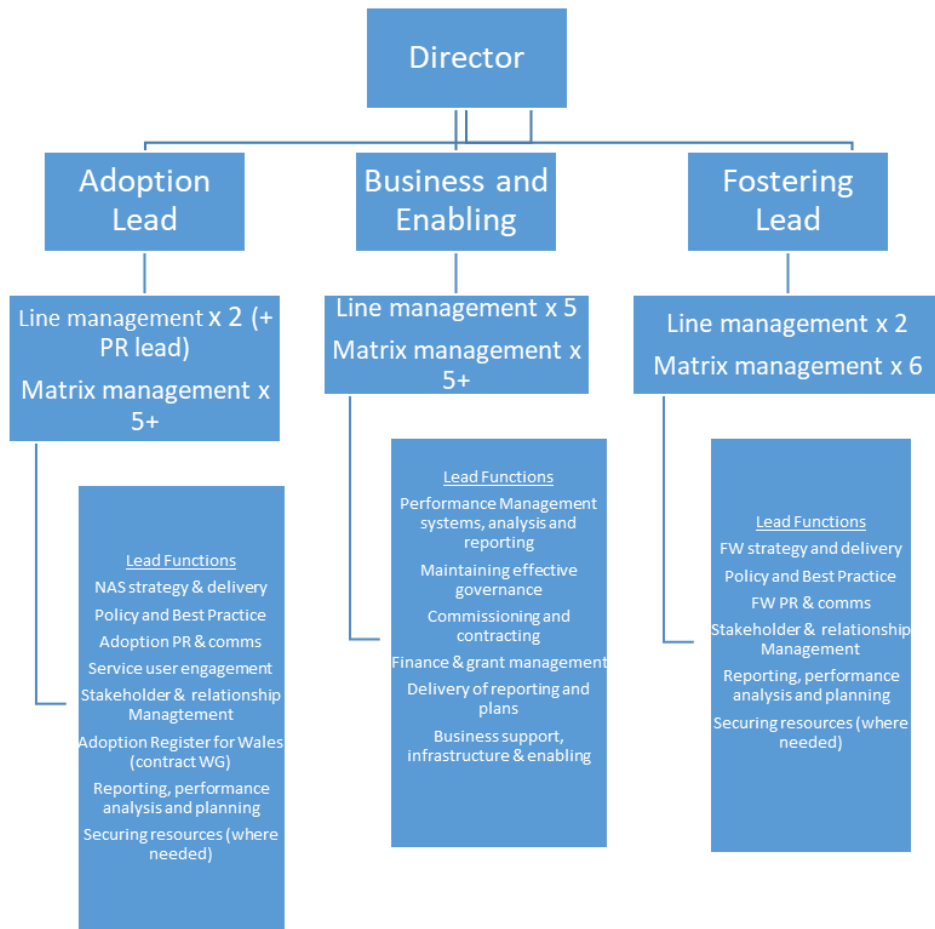 Director
Adoption
Lead
Business and
Enabling
Fostering
Lead
Line management x 2 (+
PR lead)
Matrix management x
5+
Line management x 5
Matrix management x
5+
Line management x 2
Matrix management x 6
Lead Functions
NAS strategy & delivery
Policy and Best Practice
Adoption PR & comms
Service user engagement
Stakeholder & relationship
Managtement
Adoption Register for Wales
(contract WG)
Reporting, performance
analysis and planning
Securing resources (where
needed)
Lead Functions
Performance Management
systems, analysis and
reporting
Maintaining effective
governance
Commissioning and
contracting
Finance & grant management
Delivery of reporting and
plans
Business support,
infrastructure & enabling
Lead Functions
FW strategy and delivery
Policy and Best Practice
FW PR & comms
Stakeholder & relationship
Management
Reporting, performance
analysis and planning
Securing resources (where
needed)